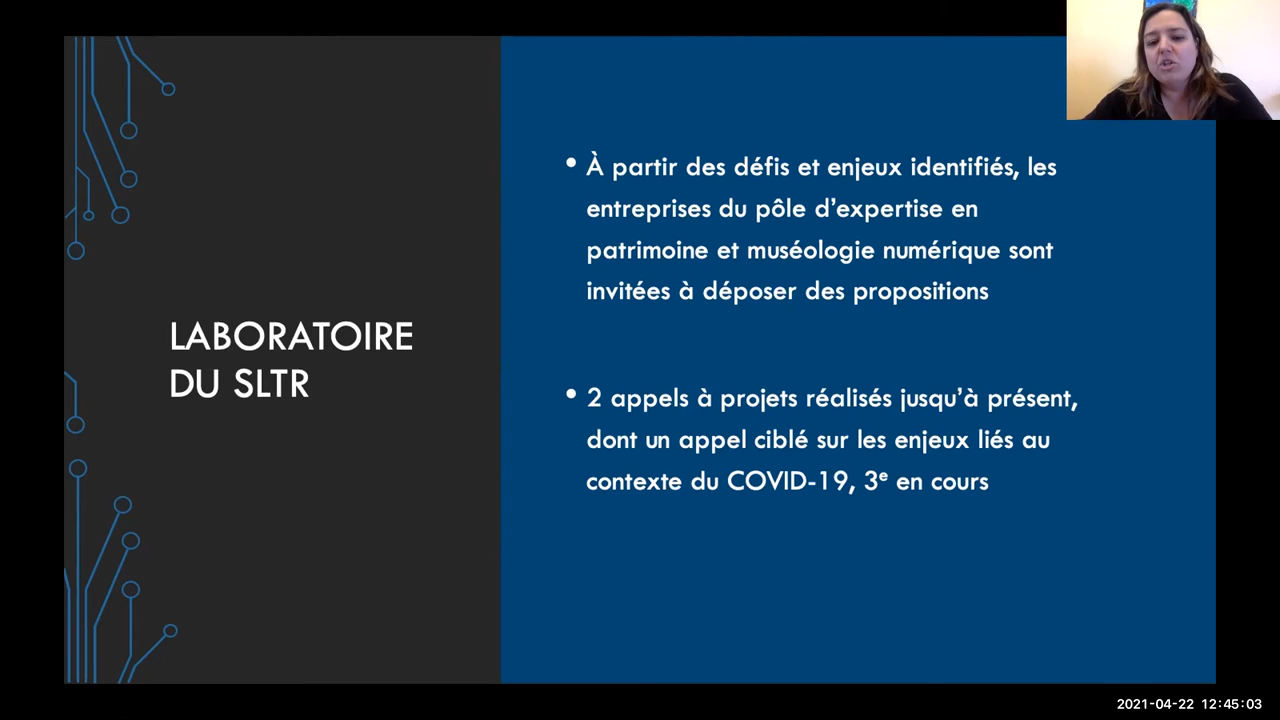 LABORATOIRE
DU SLTR
• À partir des défis et enjeux identifiés, les
entreprises du pôle d’expertise en
patrimoine et muséologie numérique sont
invitées à déposer des propositions
• 2 appels à projets réalisés jusqu’à présent,
dont un appel ciblé sur les enjeux liés au
contexte du COVID-19, 3ᵉ en cours
2021-04-22 12:45:03